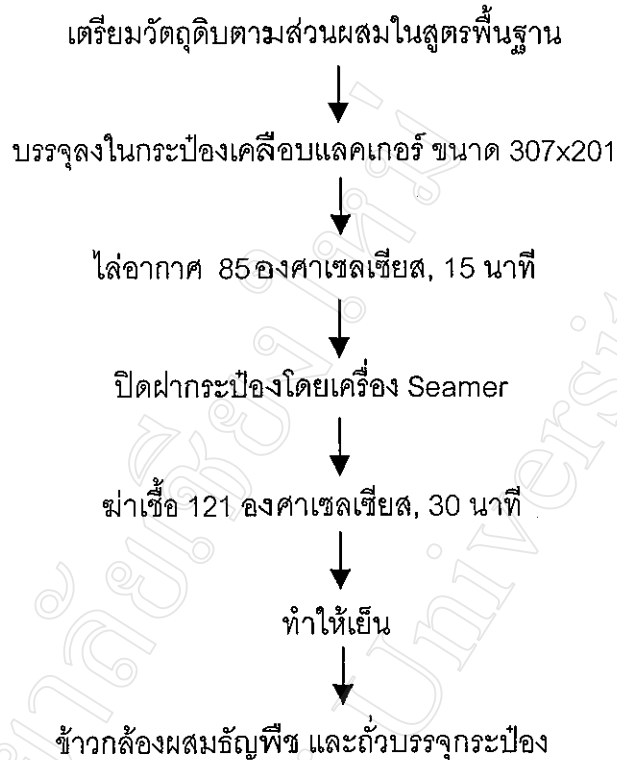 เตรียมวัตถุดิบตามส่วนผสมในสูตรพื้นฐาน
บรรจุลงในกระป๋องเคลือบแลคเกอร์ ขนาด 307x201
ไล่อากาศ 85 องศาเซลเซียส, 15 นาที
ปิดฝากระป๋องโดยเครื่อง Seamer
ฆ่าเชื้อ 121 องศาเซลเซียส, 30 นาที
ทำให้เย็น
ข้าวกล้องผสมธัญพืช และถั่วบรรจุกระป๋อง